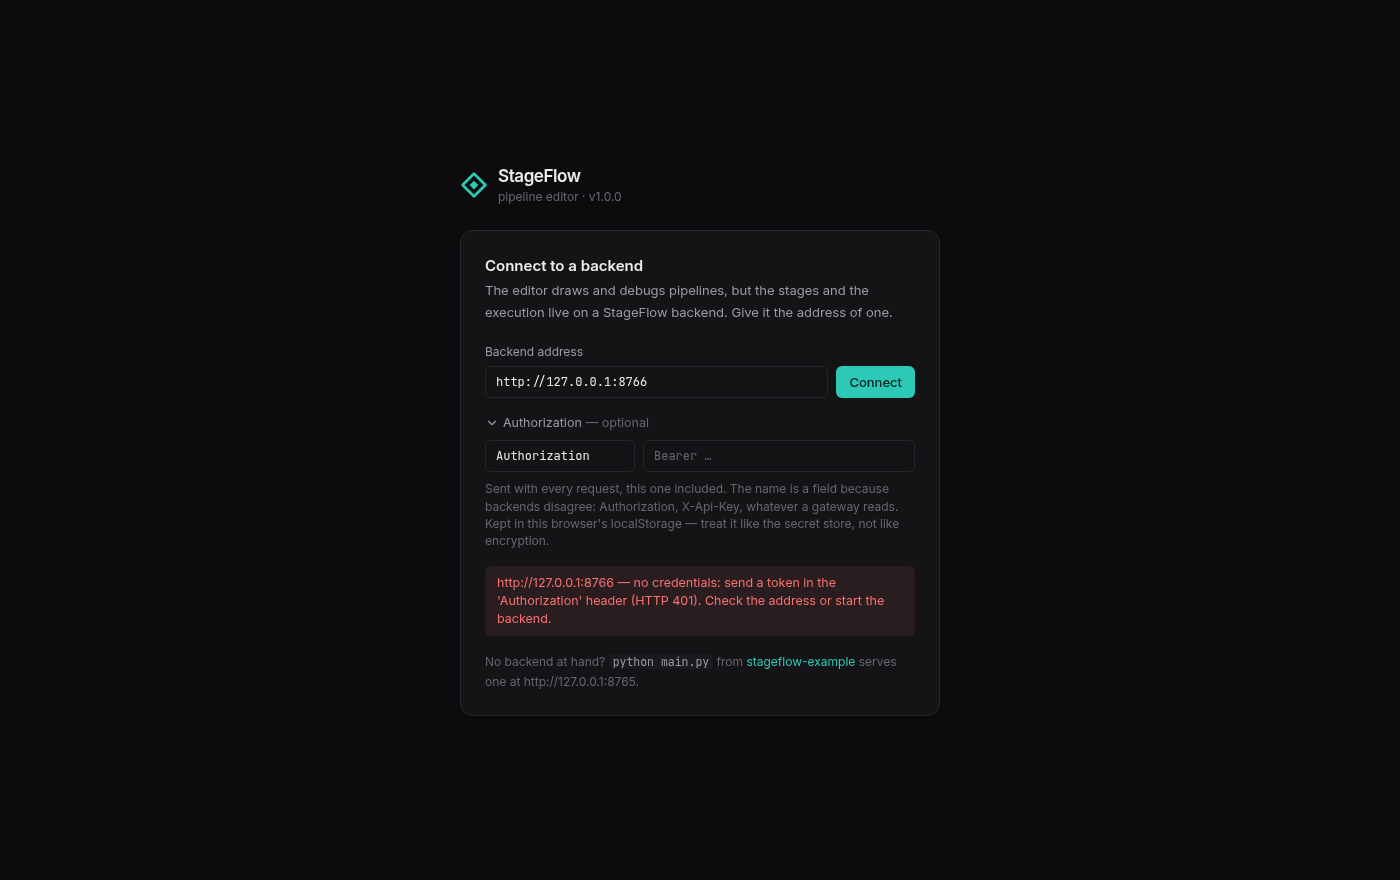 StageFlow
pipeline editor · v1.0.0
Connect to a backend
The editor draws and debugs pipelines, but the stages and the
execution live on a StageFlow backend. Give it the address of one.
Backend address
http://127.0.0.1:8766
Connect
Authorization — optional
Authorization
Bearer …
Sent with every request, this one included. The name is a field because
backends disagree: Authorization, X-Api-Key, whatever a gateway reads.
Kept in this browser's localStorage — treat it like the secret store, not like
encryption.
http://127.0.0.1:8766 — no credentials: send a token in the
'Authorization' header (HTTP 401). Check the address or start the
backend.
No backend at hand? python main.py from stageflow-example serves
one at http://127.0.0.1:8765.